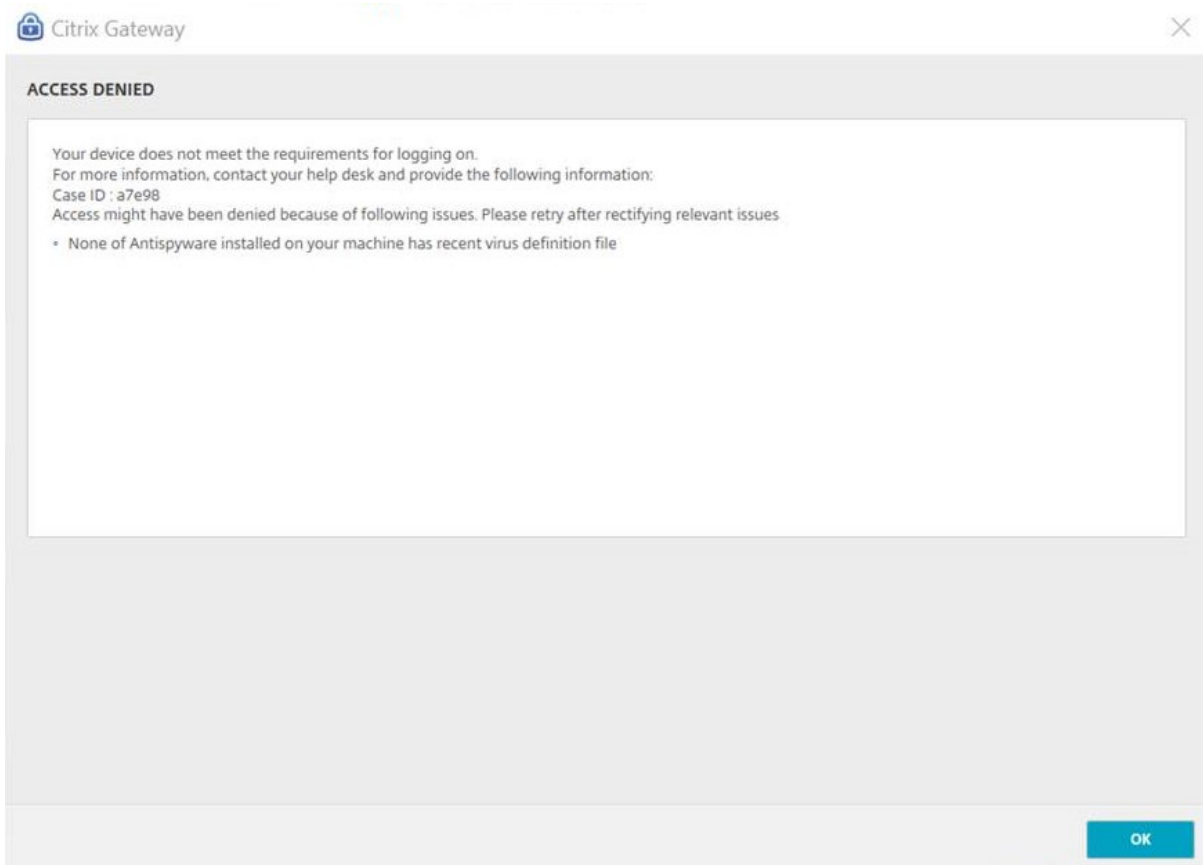 Citrix Gateway
ACCESS DENIED
Your device does not meet the requirements for logging on.
For more information, contact your help desk and provide the following information:
Case ID : a7e98
Access might have been denied because of following issues. Please retry after rectifying relevant issues
• None of Antispyware installed on your machine has recent virus definition file
OK